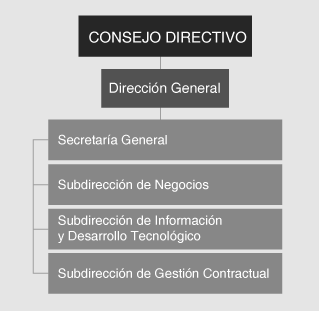 CONSEJO DIRECTIVO
Dirección General
Secretaría General
Subdirección de Negocios
Subdirección de Información
y Desarrollo Tecnológico
Subdirección de Gestión Contractual